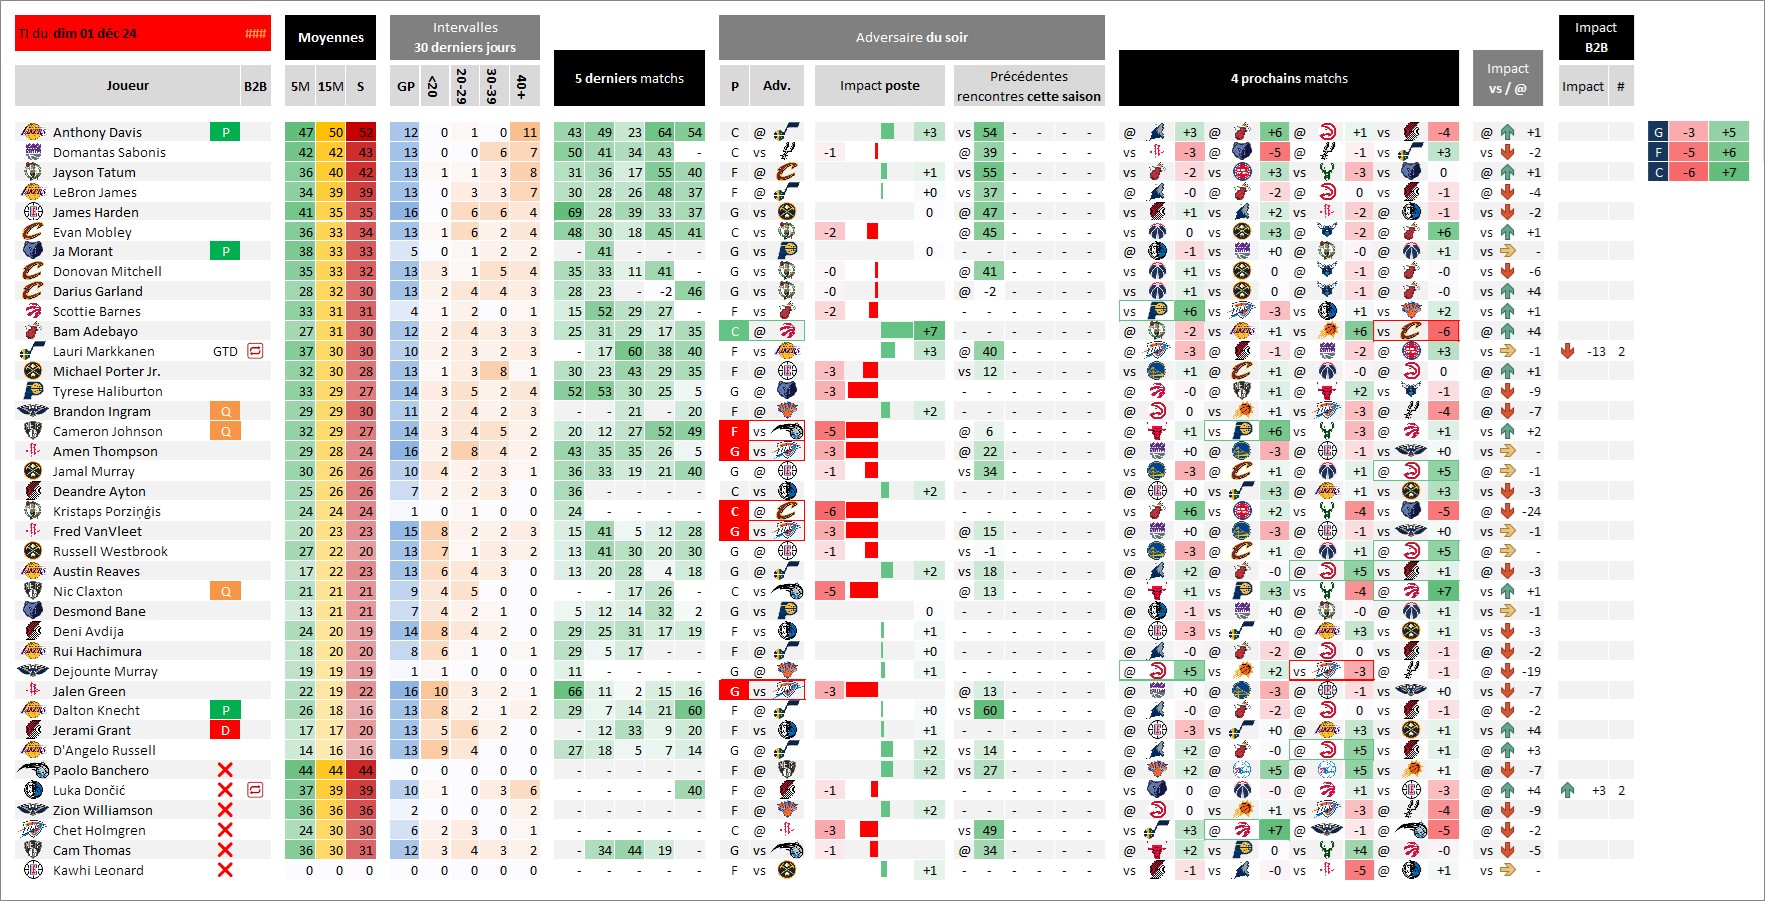 TI du dim 01 déc 24 ###
Moyennes
Intervalles
30 derniers jours
5 derniers matchs
Adversaire du soir
4 prochains matchs
Impact
vs / @
Impact
B2B
Joueur B2B 5M 15M S GP <20 20-29 30-39 40+ P Adv. Impact poste Précédentes rencontres cette saison Impact #
Anthony Davis P 47 50 52 12 0 1 0 11 43 49 23 64 54 C @ +3 vs 54 - - - - @ +3 @ +6 @ +1 vs -4 @ +1
Domantas Sabonis 42 42 43 13 0 0 6 7 50 41 34 43 - C vs -1 @ 39 - - - - vs -3 @ -5 @ -1 vs +3 vs -2
Jayson Tatum 36 40 42 13 1 1 3 8 31 36 17 55 40 F @ +1 vs 55 - - - - vs -2 vs +3 vs -3 vs 0 @ +1
LeBron James 34 39 39 13 0 3 3 7 30 28 26 48 37 F @ +0 vs 37 - - - - @ -0 @ -2 @ 0 vs -1 @ -4
James Harden 41 35 35 16 0 6 6 4 69 28 39 33 37 G vs 0 @ 47 - - - - vs +1 vs +2 vs -2 @ -1 vs -2
Evan Mobley 36 33 34 13 1 6 2 4 48 30 18 45 41 C vs -2 @ 45 - - - - vs 0 vs +3 @ -2 @ +6 vs +1
Ja Morant P 38 33 33 5 0 1 2 2 - 41 - - - G vs 0 - - - - - @ -1 vs +0 @ -0 @ +1 vs -
Donovan Mitchell 35 33 32 13 3 1 5 4 35 33 11 41 - G vs -0 @ 41 - - - - vs +1 vs 0 @ -1 @ -0 vs -6
Darius Garland 28 32 30 13 2 4 4 3 28 23 - -2 46 G vs -0 @ -2 - - - - vs +1 vs 0 @ -1 @ -0 vs +4
Scottie Barnes 33 31 31 4 1 2 0 1 15 52 29 27 - F vs -2 - - - - - vs +6 vs -3 vs +1 vs +2 vs +1
Bam Adebayo 27 31 30 12 2 4 3 3 25 31 29 17 35 C @ +7 - - - - - @ -2 vs +1 vs +6 vs -6 @ +4
Lauri Markkanen GTD 37 30 30 10 2 3 2 3 - 17 60 38 40 F vs +3 @ 40 - - - - @ -3 @ -1 @ -2 @ +3 vs -1 -13 2
Michael Porter Jr. 32 30 28 13 1 3 8 1 30 23 43 29 35 F @ -3 vs 12 - - - - vs +1 @ +1 @ -0 @ 0 @ +1
Tyrese Haliburton 33 29 27 14 3 5 2 4 52 53 30 25 5 G @ -3 - - - - - @ -0 @ +1 @ +2 vs -1 @ -9
Brandon Ingram Q 29 29 30 11 2 4 2 3 - - 21 - 20 F @ +2 - - - - - @ 0 vs +1 vs -3 @ -4 @ -7
Cameron Johnson Q 32 29 27 14 3 4 5 2 20 12 27 52 49 F vs -5 @ 6 - - - - @ +1 vs +6 vs -3 @ +1 vs +2
Amen Thompson 29 28 24 16 2 8 4 2 43 35 35 26 5 G vs -3 @ 22 - - - - @ +0 @ -3 @ -1 vs +0 vs -
Jamal Murray 30 26 26 10 4 2 3 1 36 33 19 21 40 G @ -1 vs 34 - - - - vs -3 @ +1 @ +1 @ +5 @ -1
Deandre Ayton 25 26 26 7 2 2 3 0 36 - - - - C vs +2 - - - - - @ +0 vs +3 @ +1 vs +3 vs -3
Kristaps Porziņģis 24 24 24 1 0 1 0 0 24 - - - - C @ -6 - - - - - vs +6 vs +2 vs -4 vs -5 @ -24
Fred VanVleet 20 23 23 15 8 2 2 3 15 41 5 12 28 G vs -3 @ 15 - - - - @ +0 @ -3 @ -1 vs +0 vs -1
Russell Westbrook 27 22 20 13 7 1 3 2 13 41 30 20 30 G @ -1 vs -1 - - - - vs -3 @ +1 @ +1 @ +5 @ -
Austin Reaves 17 22 23 13 6 4 3 0 13 20 28 4 18 G @ +2 vs 18 - - - - @ +2 @ -0 @ +5 vs +1 @ -3
Nic Claxton Q 21 21 21 9 4 5 0 0 - - 17 26 - C vs -5 @ 13 - - - - @ +1 vs +3 vs -4 @ +7 vs +1
Desmond Bane 13 21 21 7 4 2 1 0 5 12 14 32 2 G vs 0 - - - - - @ -1 vs +0 @ -0 @ +1 vs -1
Deni Avdija 24 20 19 14 8 4 2 0 29 25 31 17 19 F vs +1 - - - - - @ -3 vs +0 @ +3 vs +1 vs -3
Rui Hachimura 18 20 20 8 6 1 0 1 29 5 17 - - F @ +0 - - - - - @ -0 @ -2 @ 0 vs -1 @ -2
Dejounte Murray 19 19 19 1 1 0 0 0 11 - - - - G @ +1 - - - - - @ +5 vs +2 vs -3 @ -1 @ -19
Jalen Green 22 19 22 16 10 3 2 1 66 11 2 15 16 G vs -3 @ 13 - - - - @ +0 @ -3 @ -1 vs +0 vs -7
Dalton Knecht P 26 18 16 13 8 2 1 2 29 7 14 21 60 F @ +0 vs 60 - - - - @ -0 @ -2 @ 0 vs -1 @ -2
Jerami Grant D 17 17 20 13 5 6 2 0 - 12 33 9 20 F vs +1 - - - - - @ -3 vs +0 @ +3 vs +1 vs +4
D'Angelo Russell 14 16 16 13 9 4 0 0 27 18 5 7 14 G @ +2 vs 14 - - - - @ +2 @ -0 @ +5 vs +1 @ +3
Paolo Banchero 44 44 44 0 0 0 0 0 - - - - - F @ +2 vs 27 - - - - @ +2 @ +5 @ +5 vs +1 @ -7
Luka Dončić 37 39 39 10 1 0 3 6 - - - - 40 F @ -1 - - - - - vs 0 @ -0 @ +1 vs -3 @ +4 +3 2
Zion Williamson 36 36 36 2 0 0 0 2 - - - - - F @ +2 - - - - - @ 0 vs +1 vs -3 @ -4 @ -9
Chet Holmgren 24 30 30 6 2 3 0 1 - - - - - C @ -3 vs 49 - - - - vs +3 @ +7 @ -1 @ -5 @ -2
Cam Thomas 36 30 31 12 3 4 3 2 - 34 44 19 - G vs -1 @ 34 - - - - @ +2 vs 0 vs +4 @ -0 vs -5
Kawhi Leonard 0 0 0 0 0 0 0 0 - - - - - F vs +1 - - - - - vs -1 vs -0 vs -5 @ +1 vs -
G -3 +5
F -5 +6
C -6 +7